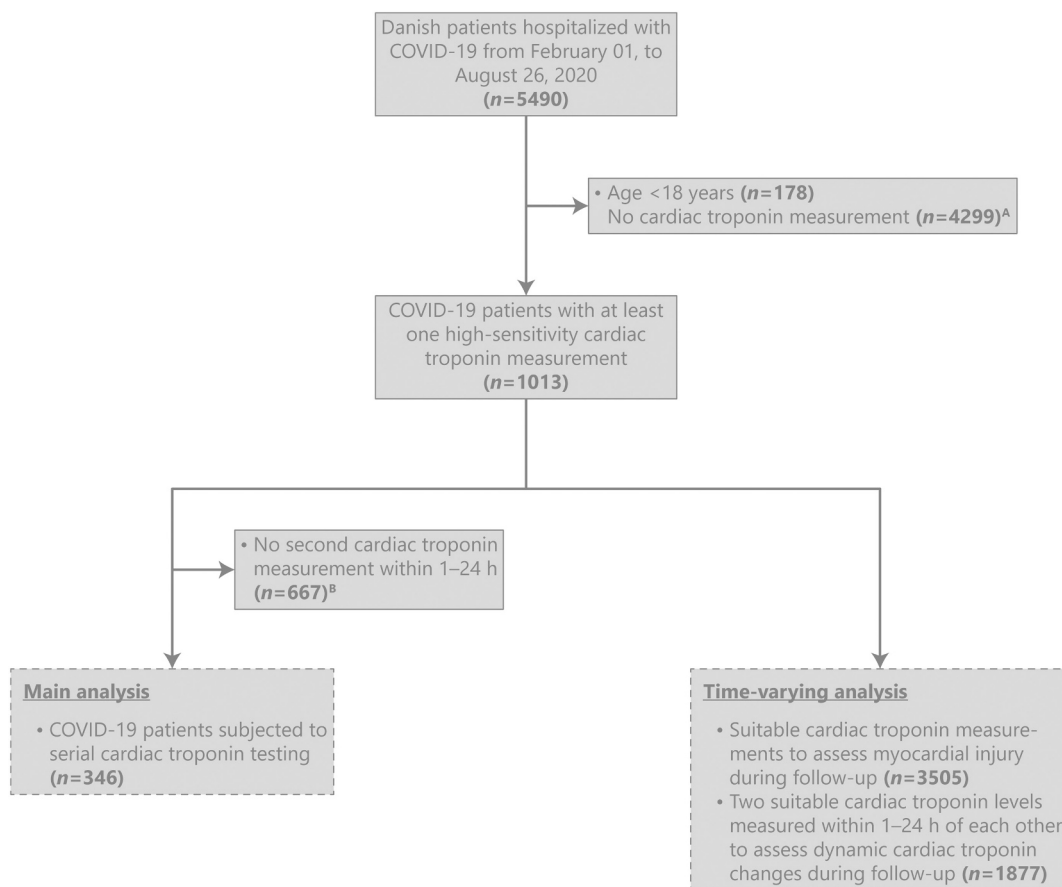 Danish patients hospitalized with
COVID-19 from February 01, to
August 26, 2020
(n=5490)
• Age <18 years (n=178)
No cardiac troponin measurement (n=4299)A
COVID-19 patients with at least
one high-sensitivity cardiac
troponin measurement
(n=1013)
• No second cardiac troponin
measurement within 1–24 h
(n=667)B
Main analysis
• COVID-19 patients subjected to
serial cardiac troponin testing
(n=346)
Time-varying analysis
• Suitable cardiac troponin measure-
ments to assess myocardial injury
during follow-up (n=3505)
• Two suitable cardiac troponin levels
measured within 1–24 h of each other
to assess dynamic cardiac troponin
changes during follow-up (n=1877)